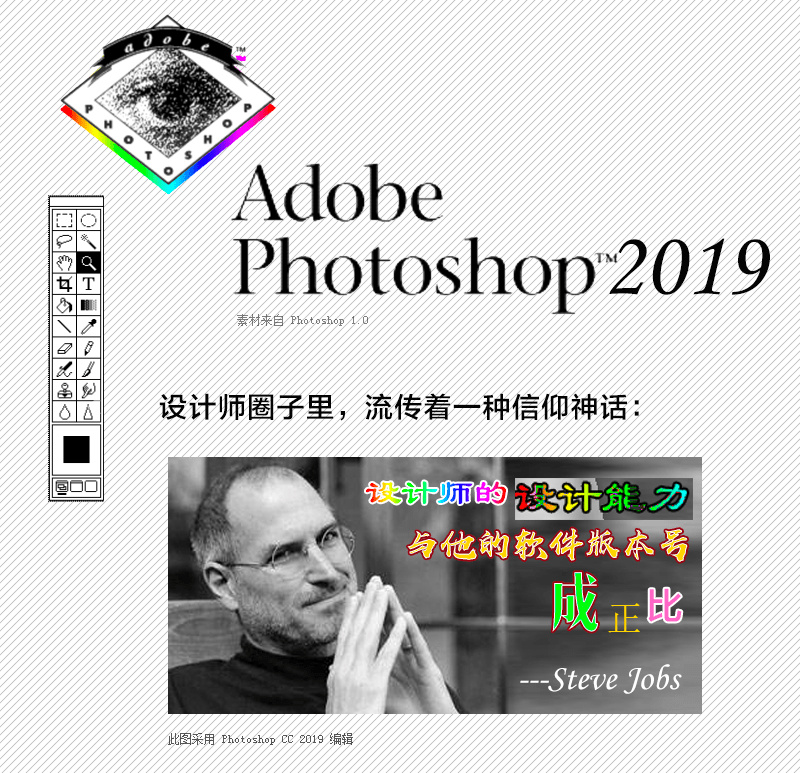 adobe ™
PHOTOSHOP
Adobe
Photoshop™2019
素材来自 Photoshop 1.0
T
设计师圈子里，流传着一种信仰神话：
设计师的 设计能力
与他的软件版本号
成 正 比
---Steve Jobs
此图采用 Photoshop CC 2019 编辑